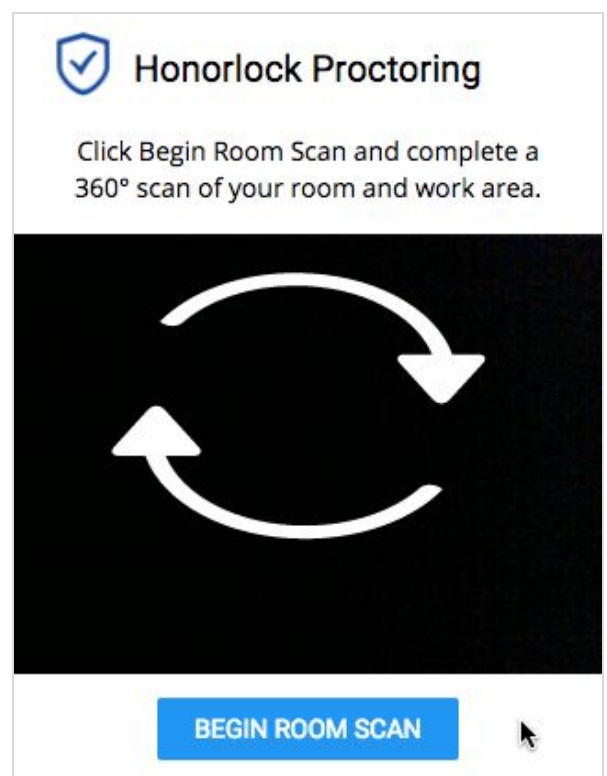 Honorlock Proctoring
Click Begin Room Scan and complete a
360° scan of your room and work area.
BEGIN ROOM SCAN